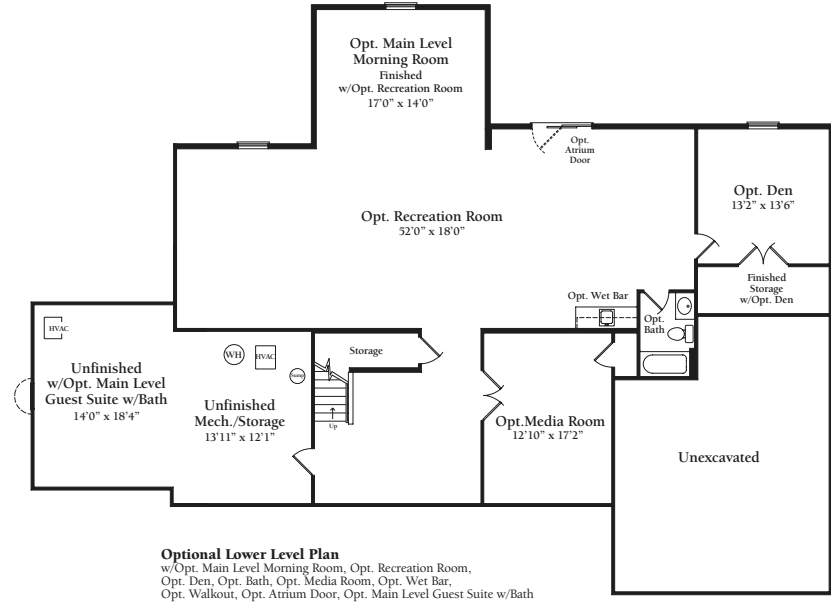 Opt. Main Level
Morning Room
Finished
w/Opt. Recreation Room
17'0" x 14'0"
Opt.
Atrium
Door
Opt. Den
13'2" x 13'6"
Opt. Recreation Room
52'0" x 18'0"
Finished
Storage
w/Opt. Den
Opt. Wet Bar
Opt.
Bath
HVAC
WH
HVAC
Storage
Sump
Unfinished
w/Opt. Main Level
Guest Suite w/Bath
14'0" x 18'4"
Unfinished
Mech./Storage
13'11" x 12'1"
Up
Opt.Media Room
12'10" x 17'2"
Unexcavated
Optional Lower Level Plan
w/Opt. Main Level Morning Room, Opt. Recreation Room,
Opt. Den, Opt. Bath, Opt. Media Room, Opt. Wet Bar,
Opt. Walkout, Opt. Atrium Door, Opt. Main Level Guest Suite w/Bath